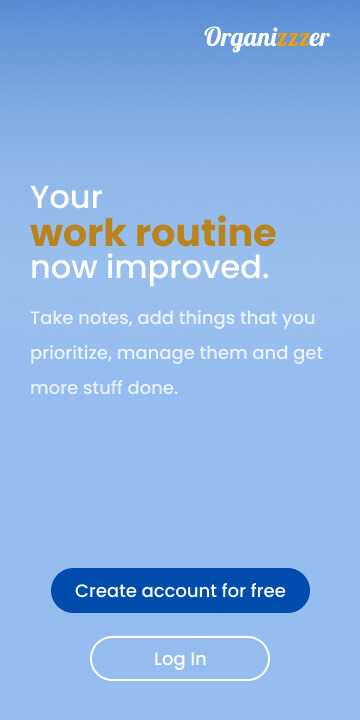 Organizzzer
Your
work routine
now improved.
Take notes, add things that you
prioritize, manage them and get
more stuff done.
Create account for free
Log In